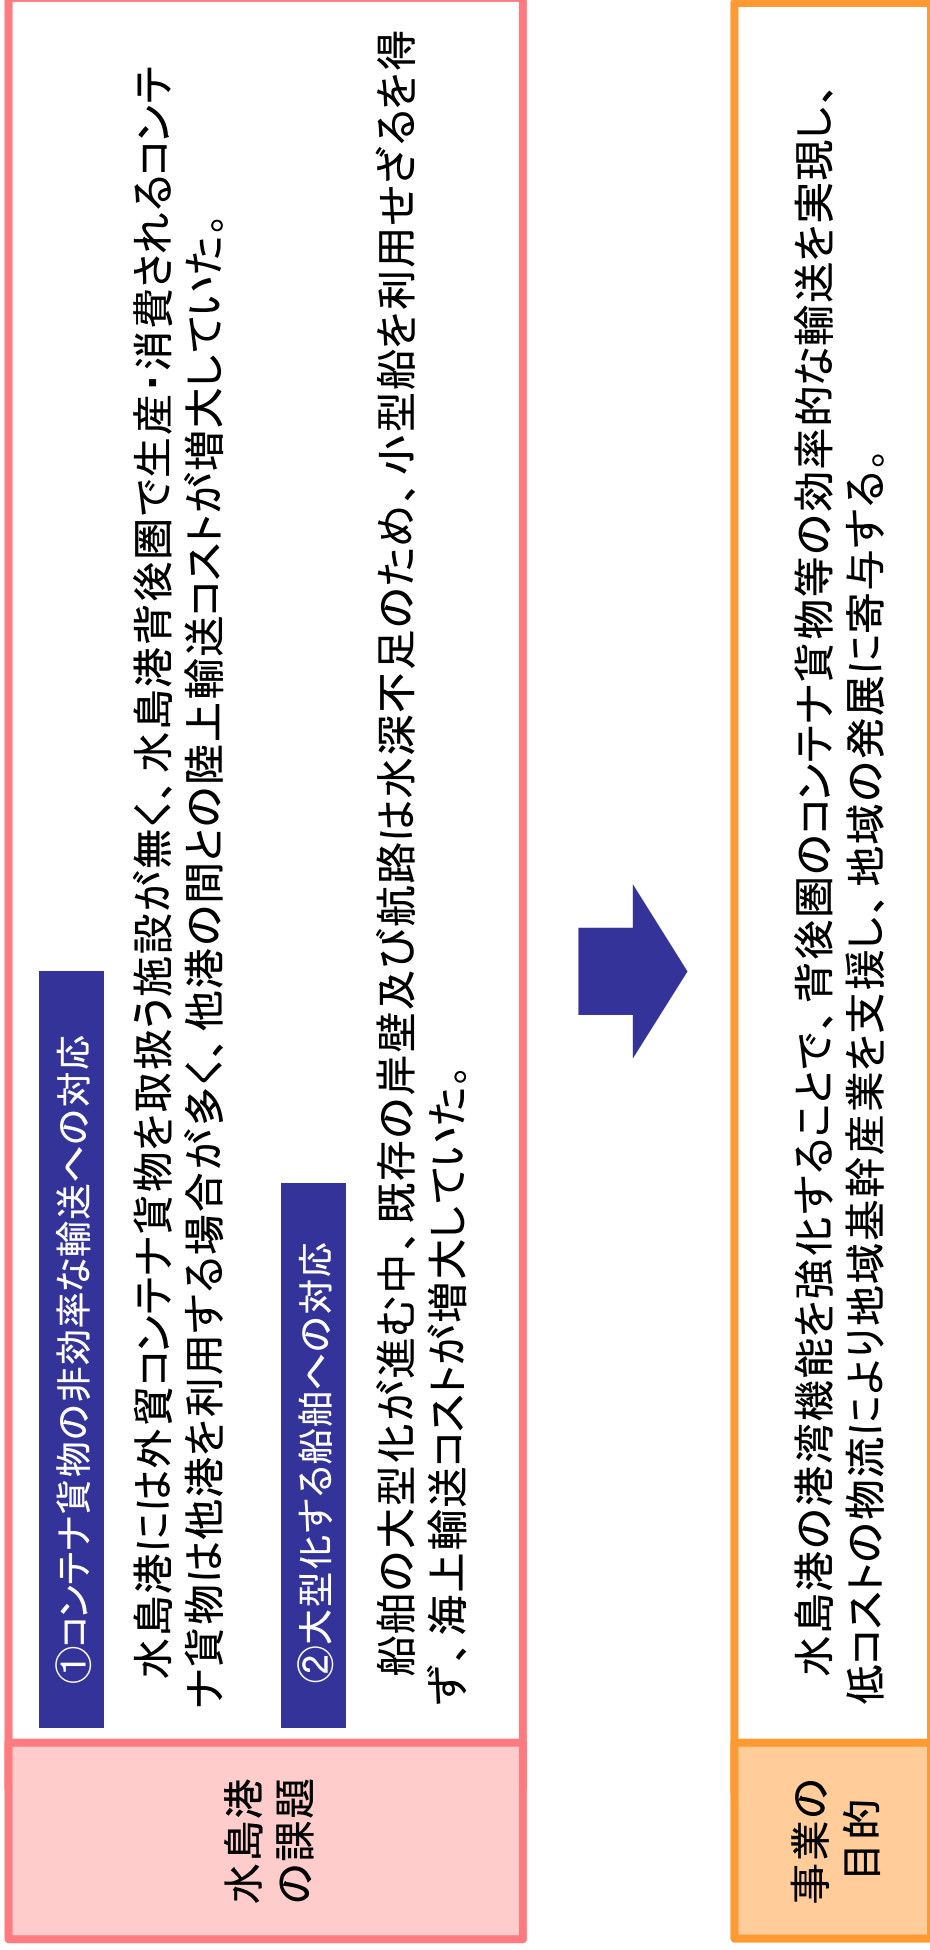 水島港
の課題
①コンテナ貨物の非効率な輸送への対応
水島港には外貿コンテナ貨物を取扱う施設が無く、水島港背後圏で生産・消費されるコンテ
ナ貨物は他港を利用する場合が多く、他港の間との陸上輸送コストが増大していた。
②大型化する船舶への対応
船舶の大型化が進む中、既存の岸壁及び航路は水深不足のため、小型船を利用せざるを得
ず、海上輸送コストが増大していた。
事業の
目的
水島港の港湾機能を強化することで、背後圏のコンテナ貨物等の効率的な輸送を実現し、
低コストの物流により地域基幹産業を支援し、地域の発展に寄与する。